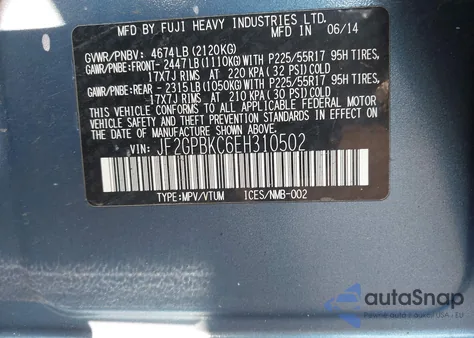 MFD BY FUJI HEAVY INDUSTRIES LTD.
GVWR/PNBV: 4674LB (2120KG) IN 06/14
GAWR/PNBE:FRONT- 2447LB (1110KG) WITH P225/55R17 95H TIRES,
17X7J RIMS AT 220 KPA (32 PSI) COLD
GAWR/PNBE:REAR - 2315LB (1050KG) WITH P225/55R17 95H TIRES,
17X7J RIMS AT 210 KPA (30 PSI) COLD
THIS VEHICLE CONFORMS TO ALL APPLICABLE FEDERAL MOTOR
VEHICLE SAFETY STANDARDS IN EFFECT ON THE
DATE OF MANUFACTURE SHOWN ABOVE.
VIN: JF2GPBKC6EH310502
TYPE:MPV/VTUM ICES/NMB-002
autoSnap